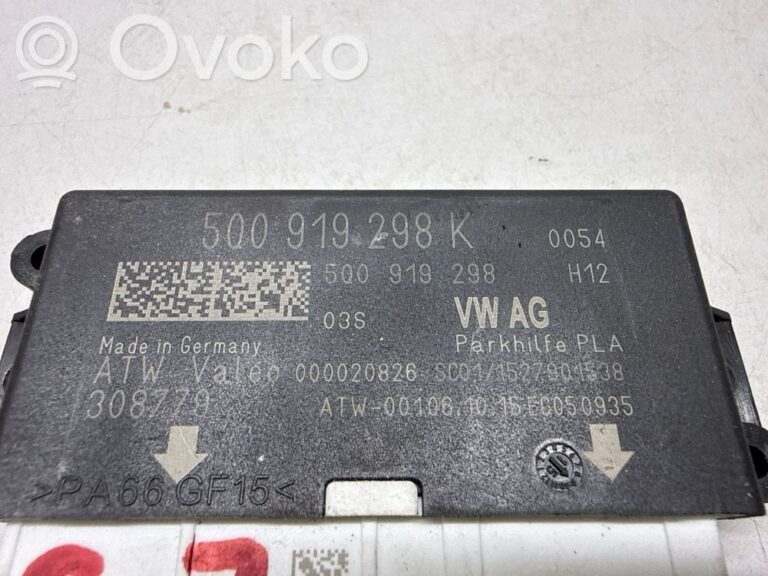 Ovoko
5Q0 919 298 K 0054
5Q0 919 298 H12
03S VW AG
Made in Germany Parkhilfe PLA
ATW Valeo 000020826 SC01/1527901538
308779 ATW-00106.10.15EC050935
>PA66 GF15<